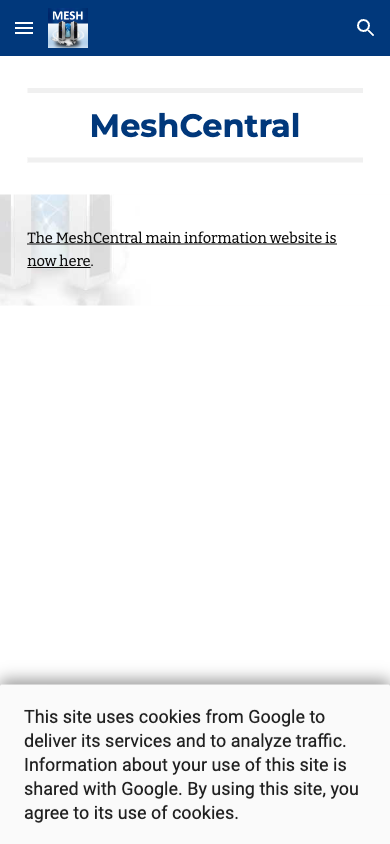 MESH
MeshCentral
The MeshCentral main information website is
now here.
This site uses cookies from Google to
deliver its services and to analyze traffic.
Information about your use of this site is
shared with Google. By using this site, you
agree to its use of cookies.